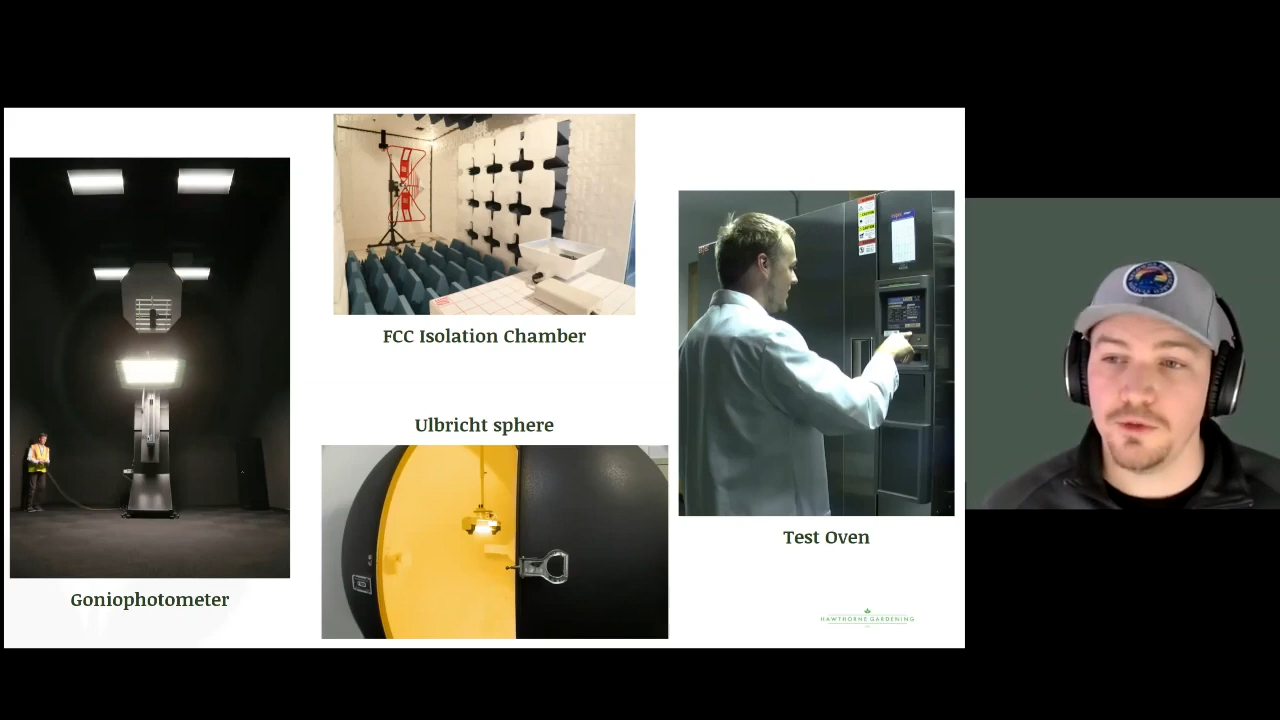 FCC Isolation Chamber
Ulbricht sphere
Test Oven
Goniophotometer
HAWTHORNE GARDENING